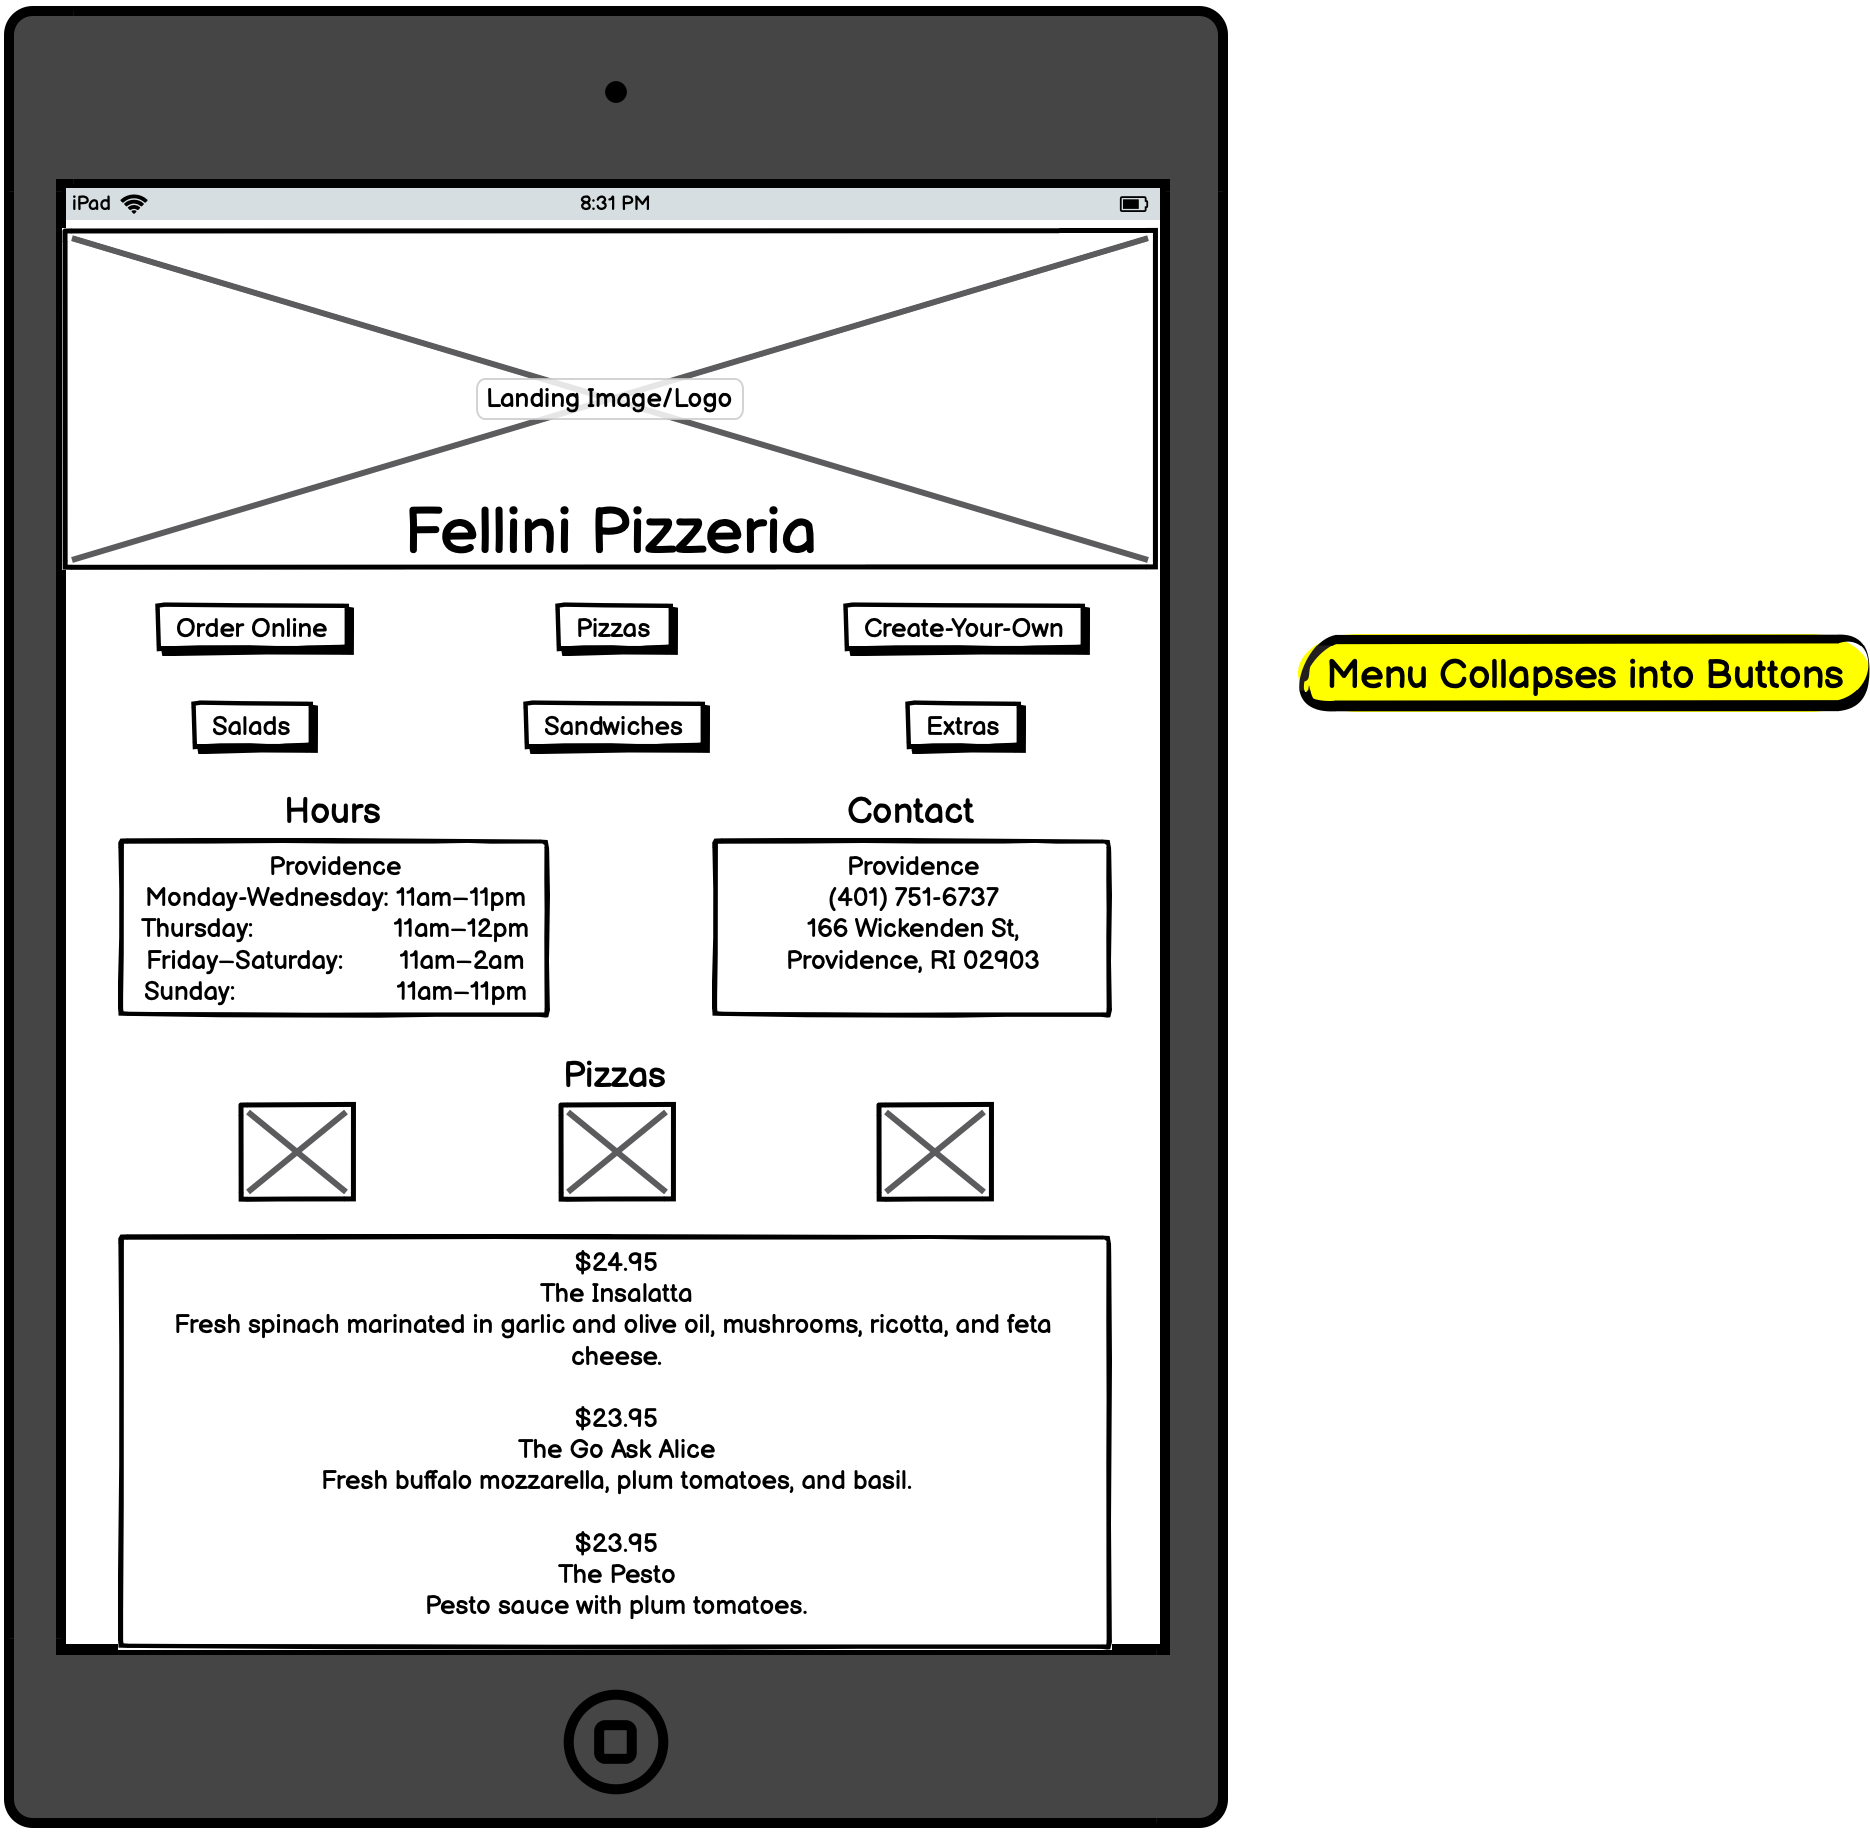 iPad 8:31 PM
Landing Image/Logo
Fellini Pizzeria
Order Online Pizzas Create-Your-Own
Menu Collapses into Buttons
Salads Sandwiches Extras
Hours
Providence
Monday-Wednesday: 11am–11pm
Thursday: 11am–12pm
Friday–Saturday: 11am–2am
Sunday: 11am–11pm
Contact
Providence
(401) 751-6737
166 Wickenden St,
Providence, RI 02903
Pizzas
$24.95
The Insalatta
Fresh spinach marinated in garlic and olive oil, mushrooms, ricotta, and feta
cheese.
$23.95
The Go Ask Alice
Fresh buffalo mozzarella, plum tomatoes, and basil.
$23.95
The Pesto
Pesto sauce with plum tomatoes.